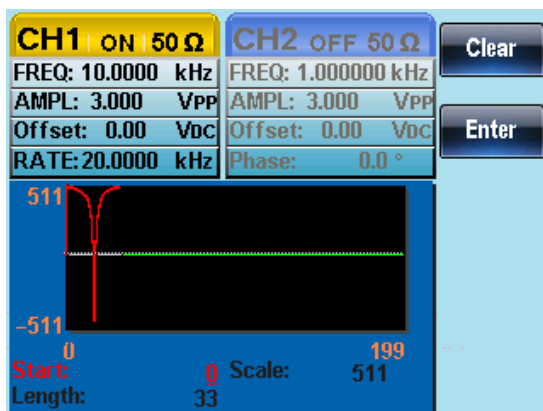 CH1 ON 50 Ω CH2 OFF 50 Ω Clear
FREQ: 10.0000 kHz FREQ: 1.000000 kHz
AMPL: 3.000 VPP AMPL: 3.000 VPP
Offset: 0.00 VDC Offset: 0.00 VDC Enter
RATE:20.0000 kHz Phase: 0.0 °
511
-511
0 199
Start: 0 Scale: 511
Length: 33